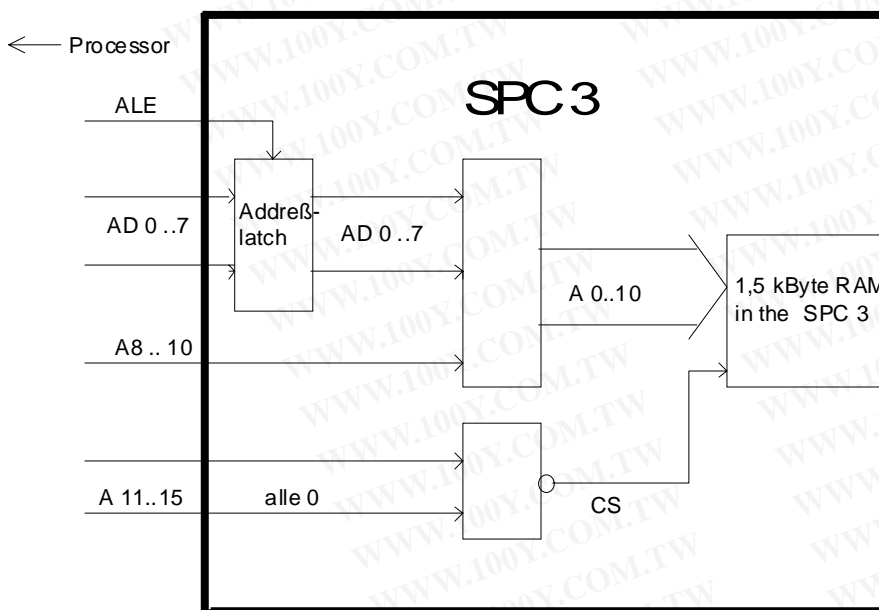 Processor
SPC 3
ALE
Addreß-
latch
AD 0 ..7
AD 0 ..7
A 0..10
1,5 kByte RAM
in the SPC 3
A8 .. 10
A 11..15
alle 0
CS
WWW.100Y.COM.TW